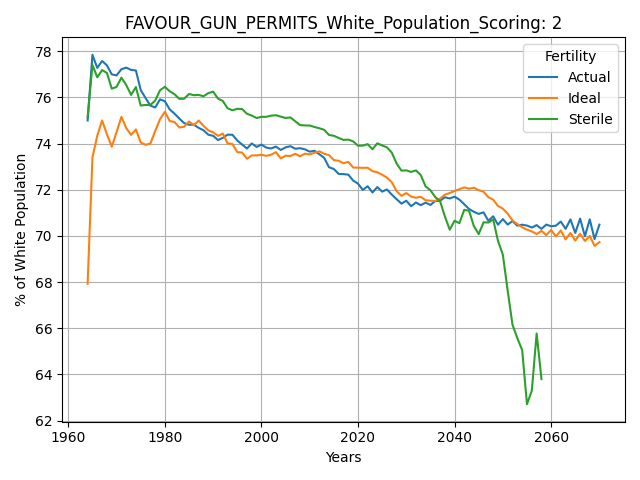 FAVOUR_GUN_PERMITS_White_Population_Scoring: 2
Fertility
Actual
Ideal
Sterile
% of White Population
78
76
74
72
70
68
66
64
62
1960
1980
2000
2020
2040
2060
Years